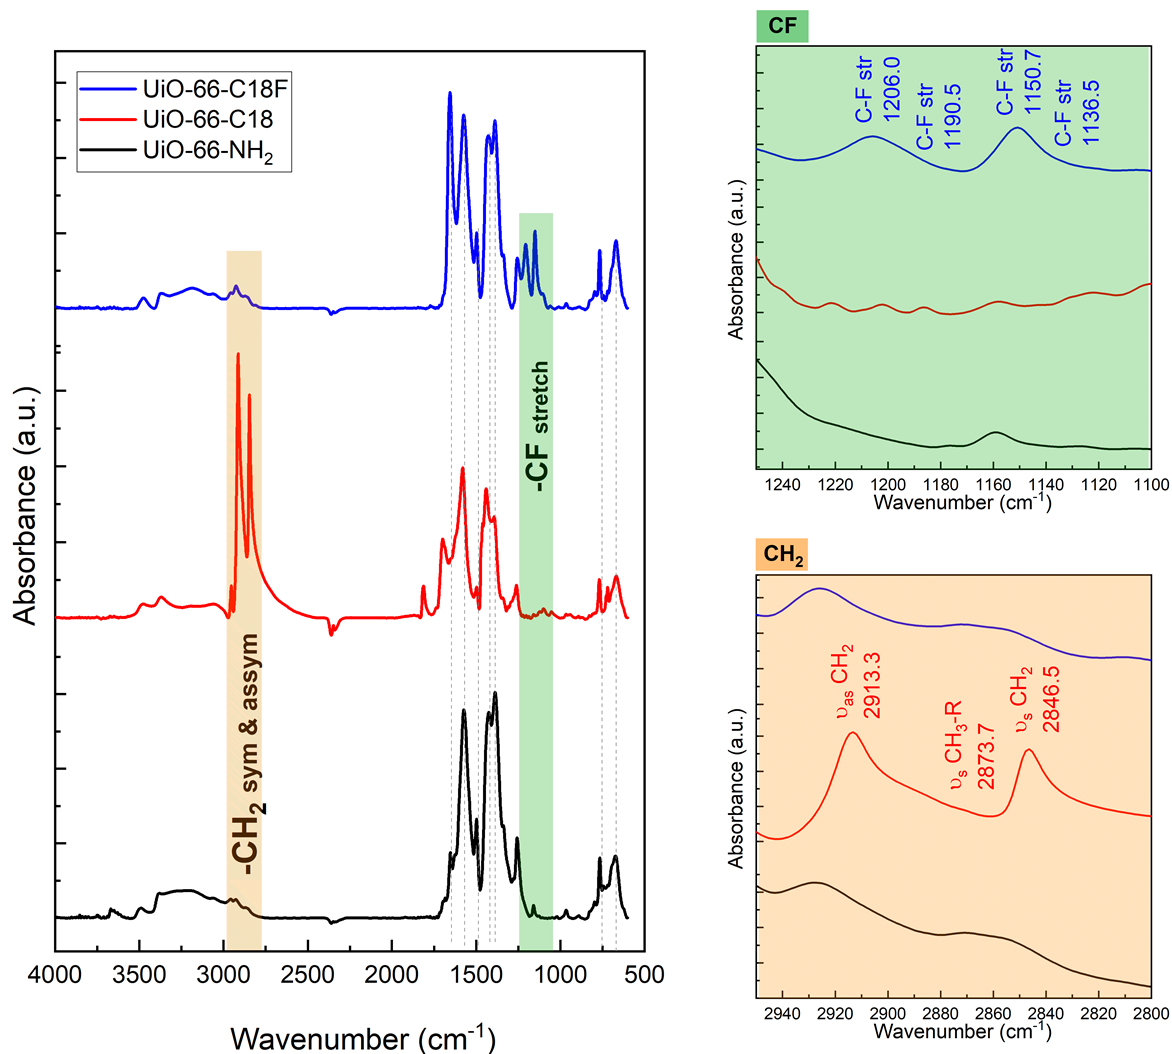 UiO-66-C18F
UiO-66-C18
UiO-66-NH₂
Absorbance (a.u.)
-CH₂ sym & assym
-CF stretch
4000 3500 3000 2500 2000 1500 1000 500
Wavenumber (cm⁻¹)
CF
C-F str
1206.0
C-F str
1190.5
C-F str
1150.7
C-F str
1136.5
Absorbance (a.u.)
1240 1220 1200 1180 1160 1140 1120 1100
Wavenumber (cm⁻¹)
CH₂
υas CH₂
2913.3
υs CH₃-R
2873.7
υs CH₂
2846.5
Absorbance (a.u.)
2940 2920 2900 2880 2860 2840 2820 2800
Wavenumber (cm⁻¹)